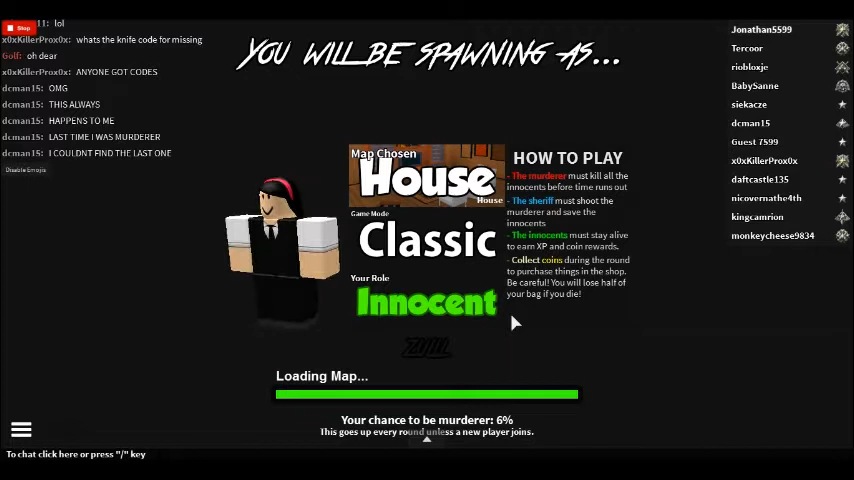 11: lol
Stop
x0xKillerProx0x: whats the knife code for missing
Golf: oh dear
x0xKillerProx0x: ANYONE GOT CODES
dcman15: OMG
dcman15: THIS ALWAYS
dcman15: HAPPENS TO ME
dcman15: LAST TIME I WAS MURDERER
dcman15: I COULDNT FIND THE LAST ONE
Disable Emojis
YOU WILL BE SPAWNING AS...
Map Chosen
House
House
Game Mode
Classic
Your Role
Innocent
HOW TO PLAY
- The murderer must kill all the
innocents before time runs out
- The sheriff must shoot the
murderer and save the
innocents
- The innocents must stay alive
to earn XP and coin rewards.
- Collect coins during the round
to purchase things in the shop.
Be careful! You will lose half of
your bag if you die!
Loading Map...
Your chance to be murderer: 6%
This goes up every round unless a new player joins.
To chat click here or press "/" key
Jonathan5599
Tercoor
riobloxje
BabySanne
siekacze
dcman15
Guest 7599
x0xKillerProx0x
daftcastle135
nicovernathe4th
kingcamrion
monkeycheese9834